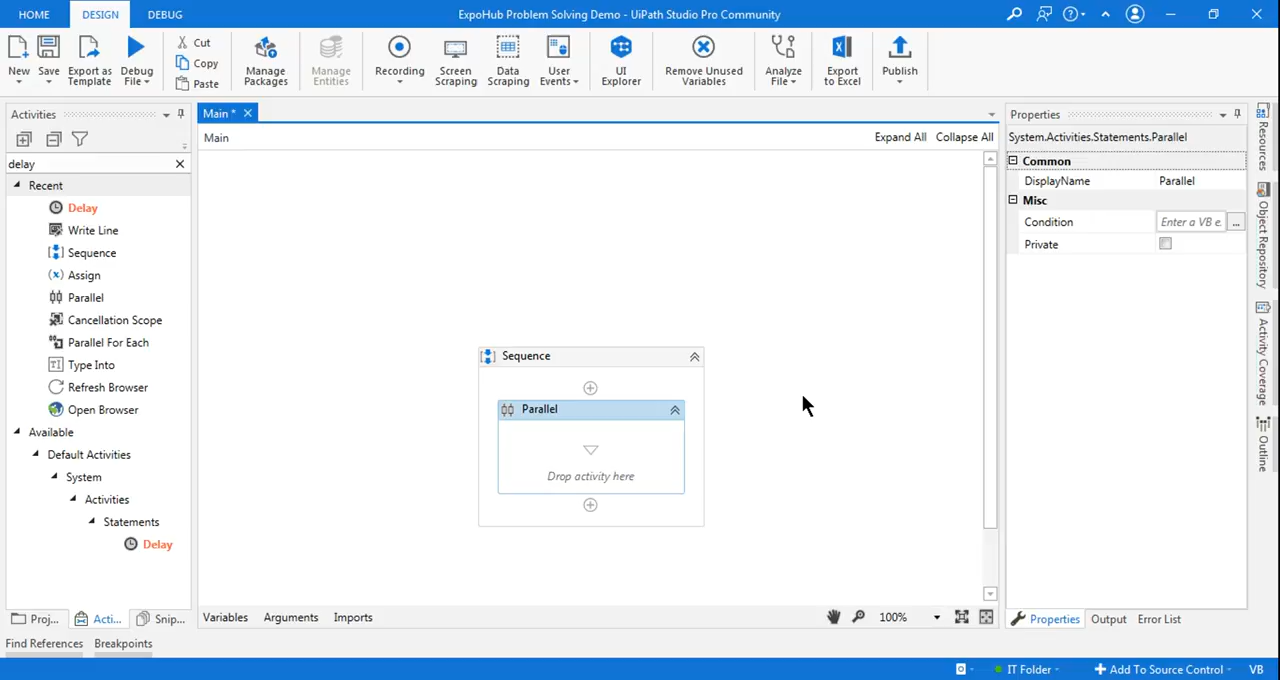 HOME DESIGN DEBUG ExpoHub Problem Solving Demo - UiPath Studio Pro Community
New Save Export as Template Debug File Cut Copy Paste Manage Packages Manage Entities Recording Screen Scraping Data Scraping User Events UI Explorer Remove Unused Variables Analyze File Export to Excel Publish
Activities
delay
Recent
Delay
Write Line
Sequence
Assign
Parallel
Cancellation Scope
Parallel For Each
Type Into
Refresh Browser
Open Browser
Available
Default Activities
System
Activities
Statements
Delay
Proj... Acti... Snip...
Main *
Main Expand All Collapse All
Sequence
Parallel
Drop activity here
Variables Arguments Imports 100%
Properties
System.Activities.Statements.Parallel
Common
DisplayName Parallel
Misc
Condition Enter a VB e ...
Private
Properties Output Error List
Resources
Object Repository
Activity Coverage
Outline
Find References Breakpoints
IT Folder Add To Source Control VB